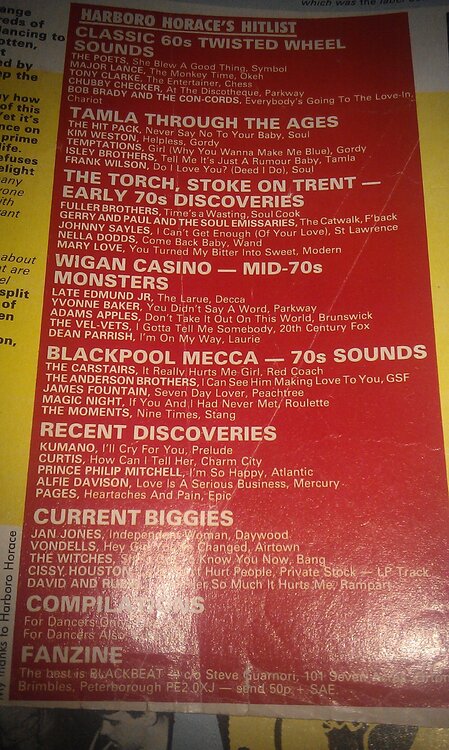 which was the label
HARBORO HORACE'S HITLIST
CLASSIC 60s TWISTED WHEEL
SOUNDS
THE POETS, She Blew A Good Thing, Symbol
MAJOR LANCE, The Monkey Time, Okeh
TONY CLARKE, The Entertainer, Chess
CHUBBY CHECKER, At The Discotheque, Parkway
BOB BRADY AND THE CON-CORDS, Everybody's Going To The Love-In,
Chariot
TAMLA THROUGH THE AGES
THE HIT PACK, Never Say No To Your Baby, Soul
KIM WESTON, Helpless, Gordy
TEMPTATIONS, Girl (Why You Wanna Make Me Blue), Gordy
ISLEY BROTHERS, Tell Me It's Just A Rumour Baby, Tamla
FRANK WILSON, Do I Love You? (Deed I Do), Soul
THE TORCH, STOKE ON TRENT —
EARLY 70s DISCOVERIES
FULLER BROTHERS, Time's a Wasting, Soul Cook
GERRY AND PAUL AND THE SOUL EMISSARIES, The Catwalk, F'back
JOHNNY SAYLES, I Can't Get Enough (Of Your Love), St Lawrence
NELLA DODDS, Come Back Baby, Wand
MARY LOVE, You Turned My Bitter Into Sweet, Modern
WIGAN CASINO — MID-70s
MONSTERS
LATE EDMUND JR, The Larue, Decca
YVONNE BAKER, You Didn't Say A Word, Parkway
ADAMS APPLES, Don't Take It Out On This World, Brunswick
THE VEL-VETS, I Gotta Tell Me Somebody, 20th Century Fox
DEAN PARRISH, I'm On My Way, Laurie
BLACKPOOL MECCA — 70s SOUNDS
THE CARSTAIRS, It Really Hurts Me Girl, Red Coach
THE ANDERSON BROTHERS, I Can See Him Making Love To You, GSF
JAMES FOUNTAIN, Seven Day Lover, Peachtree
MAGIC NIGHT, If You And I Had Never Met, Roulette
THE MOMENTS, Nine Times, Stang
RECENT DISCOVERIES
KUMANO, I'll Cry For You, Prelude
CURTIS, How Can I Tell Her, Charm City
PRINCE PHILIP MITCHELL, I'm So Happy, Atlantic
ALFIE DAVISON, Love Is A Serious Business, Mercury
PAGES, Heartaches And Pain, Epic
CURRENT BIGGIES
JAN JONES, Independent Woman, Daywood
VONDELLS, Hey Changed, Airtown
THE WITCHES, Know You Now, Bang
CISSY HOUSTON, Hurt People, Private Stock — LP Track
DAVID AND So Much It Hurts Me, Rampart
COMPILATIONS
For Dancers Only
For Dancers Also
FANZINE
The best is BLACKBEAT c/o Steve Guarnori, 101 Seven
Brimbles, Peterborough PE2 0XJ — send 50p + SAE.
thanks to Harboro Horace